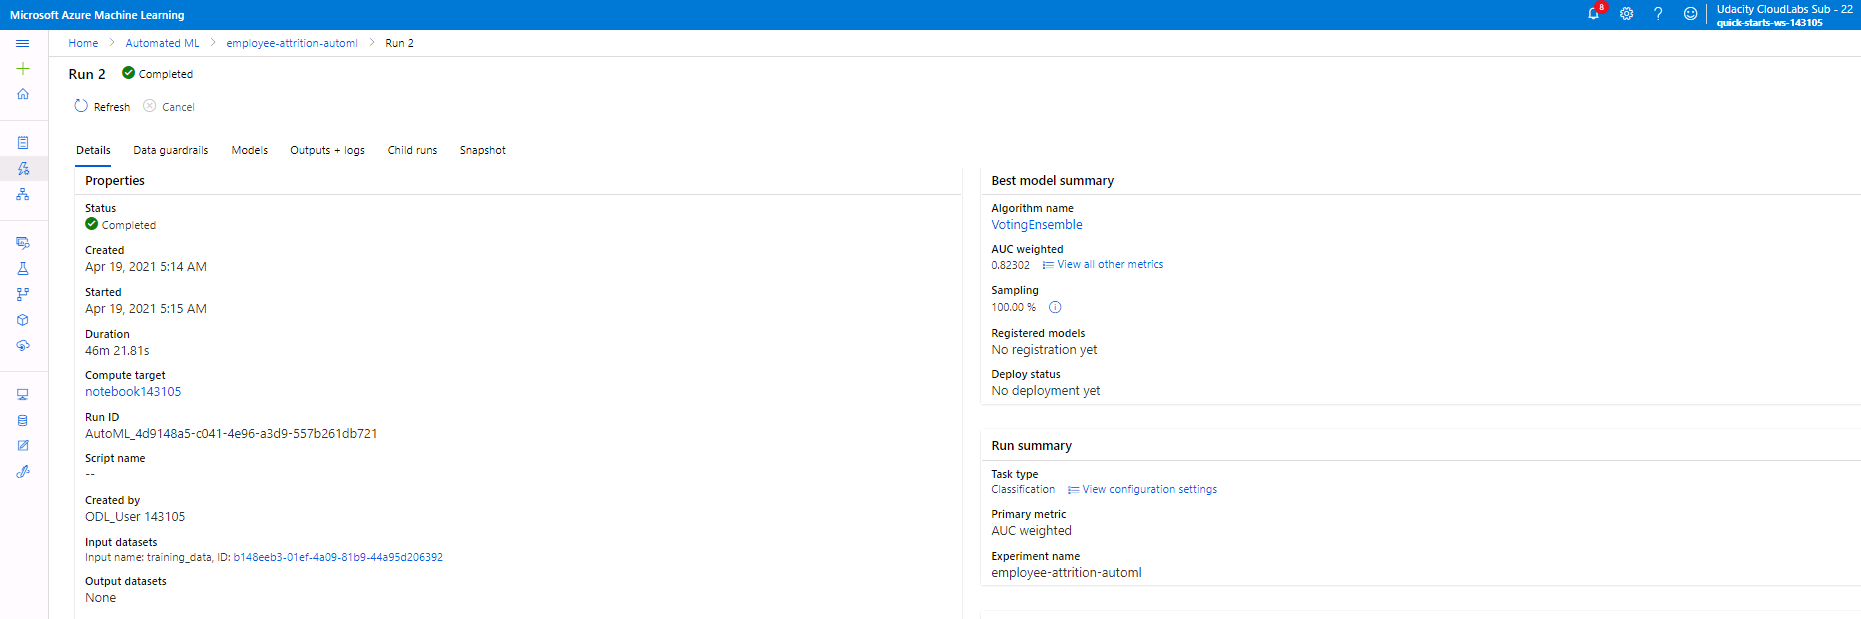 Microsoft Azure Machine Learning
8
?
Udacity CloudLabs Sub - 22
quick-starts-ws-143105
Home > Automated ML > employee-attrition-automl > Run 2
Run 2 Completed
Refresh Cancel
Details Data guardrails Models Outputs + logs Child runs Snapshot
Properties
Status
Completed
Created
Apr 19, 2021 5:14 AM
Started
Apr 19, 2021 5:15 AM
Duration
46m 21.81s
Compute target
notebook143105
Run ID
AutoML_4d9148a5-c041-4e96-a3d9-557b261db721
Script name
--
Created by
ODL_User 143105
Input datasets
Input name: training_data, ID: b148eeb3-01ef-4a09-81b9-44a95d206392
Output datasets
None
Best model summary
Algorithm name
VotingEnsemble
AUC weighted
0.82302 View all other metrics
Sampling
100.00 %
Registered models
No registration yet
Deploy status
No deployment yet
Run summary
Task type
Classification View configuration settings
Primary metric
AUC weighted
Experiment name
employee-attrition-automl